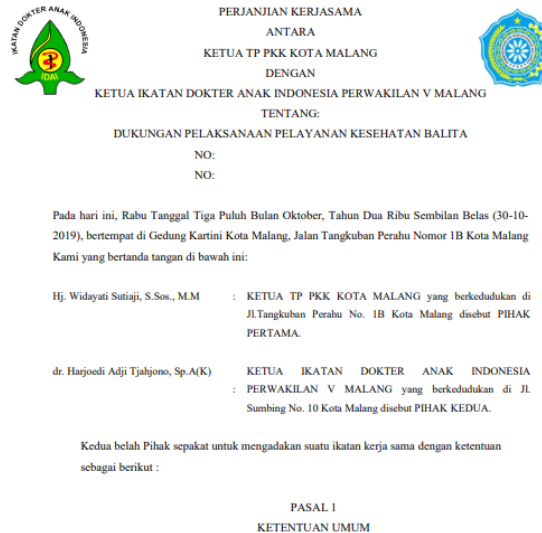 IKATAN DOKTER ANAK INDONESIA
IDAI
PERJANJIAN KERJASAMA
ANTARA
KETUA TP PKK KOTA MALANG
DENGAN
KETUA IKATAN DOKTER ANAK INDONESIA PERWAKILAN V MALANG
TENTANG:
DUKUNGAN PELAKSANAAN PELAYANAN KESEHATAN BALITA
NO:
NO:
Pada hari ini, Rabu Tanggal Tiga Puluh Bulan Oktober, Tahun Dua Ribu Sembilan Belas (30-10-
2019), bertempat di Gedung Kartini Kota Malang, Jalan Tangkuban Perahu Nomor 1B Kota Malang
Kami yang bertanda tangan di bawah ini:
Hj. Widayati Sutiaji, S.Sos., M.M : KETUA TP PKK KOTA MALANG yang berkedudukan di
Jl.Tangkuban Perahu No. 1B Kota Malang disebut PIHAK
PERTAMA.
dr. Harjoedi Adji Tjahjono, Sp.A(K) KETUA IKATAN DOKTER ANAK INDONESIA
: PERWAKILAN V MALANG yang berkedudukan di Jl.
Sumbing No. 10 Kota Malang disebut PIHAK KEDUA.
Kedua belah Pihak sepakat untuk mengadakan suatu ikatan kerja sama dengan ketentuan
sebagai berikut :
PASAL 1
KETENTUAN UMUM